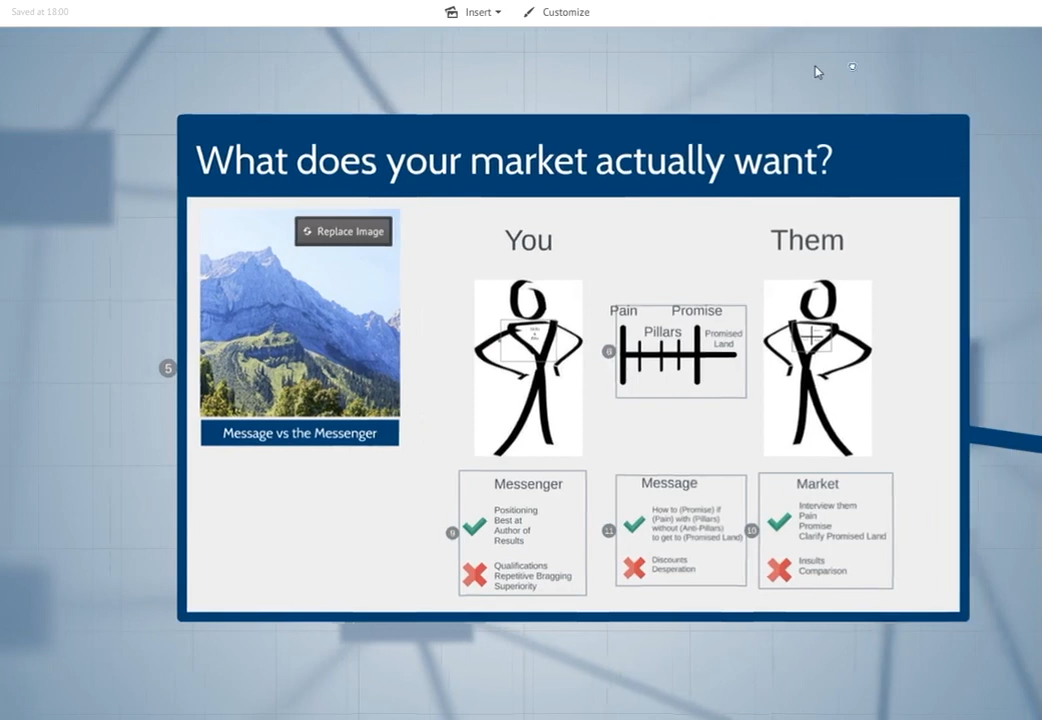 Saved at 18:00
Insert
Customize
What does your market actually want?
Replace Image
Message vs the Messenger
5
You
Them
Pain
Promise
Pillars
Promised
Land
6
Messenger
Positioning
Best at
Author of
Results
Qualifications
Repetitive Bragging
Superiority
9
Message
How to (Promise) if
(Pain) with (Pillars)
without (Anti-Pillars)
to get to (Promised Land)
Discounts
Desperation
11
Market
Interview them
Pain
Promise
Clarify Promised Land
Insults
Comparison
10